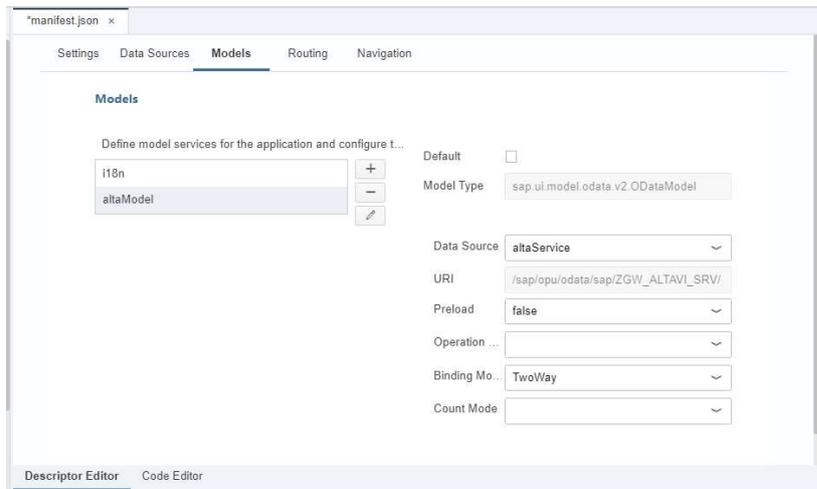 *manifest.json ×
Settings Data Sources Models Routing Navigation
Models
Define model services for the application and configure t...
i18n
altaModel
Default
Model Type sap.ui.model.odata.v2.ODataModel
Data Source altaService
URI /sap/opu/odata/sap/ZGW_ALTAVI_SRV/
Preload false
Operation ...
Binding Mo... TwoWay
Count Mode
Descriptor Editor Code Editor